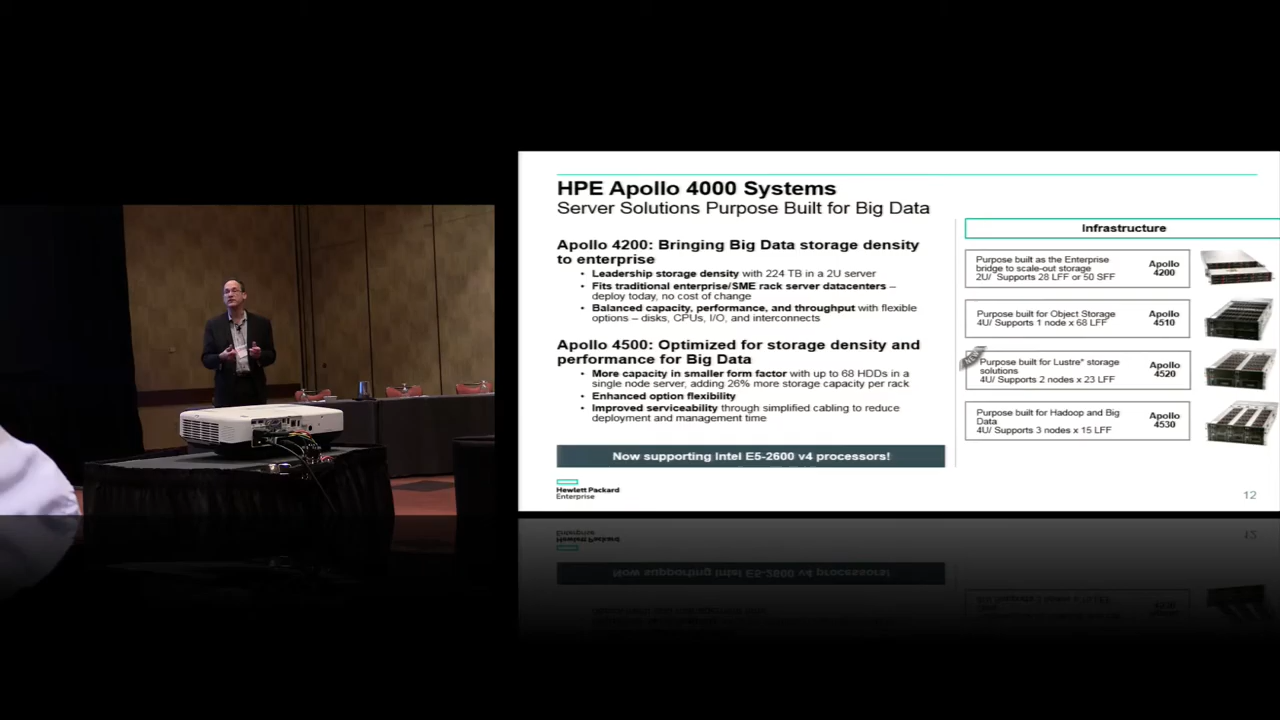 HPE Apollo 4000 Systems
Server Solutions Purpose Built for Big Data
Apollo 4200: Bringing Big Data storage density
to enterprise
• Leadership storage density with 224 TB in a 2U server
• Fits traditional enterprise/SME rack server datacenters –
deploy today, no cost of change
• Balanced capacity, performance, and throughput with flexible
options – disks, CPUs, I/O, and interconnects
Apollo 4500: Optimized for storage density and
performance for Big Data
• More capacity in smaller form factor with up to 68 HDDs in a
single node server, adding 26% more storage capacity per rack
• Enhanced option flexibility
• Improved serviceability through simplified cabling to reduce
deployment and management time
Now supporting Intel E5-2600 v4 processors!
Hewlett Packard
Enterprise
Infrastructure
Purpose built as the Enterprise
bridge to scale-out storage
2U/ Supports 28 LFF or 50 SFF
Apollo
4200
Purpose built for Object Storage
4U/ Supports 1 node x 68 LFF
Apollo
4510
Purpose built for Lustre* storage
solutions
4U/ Supports 2 nodes x 23 LFF
Apollo
4520
Purpose built for Hadoop and Big
Data
4U/ Supports 3 nodes x 15 LFF
Apollo
4530
12